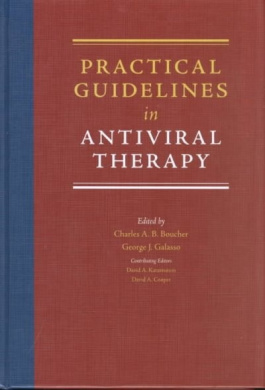 PRACTICAL
GUIDELINES
in
ANTIVIRAL
THERAPY
Edited by
Charles A. B. Boucher
George J. Galasso
Contributing Editors
David A. Katzenstein
David A. Cooper